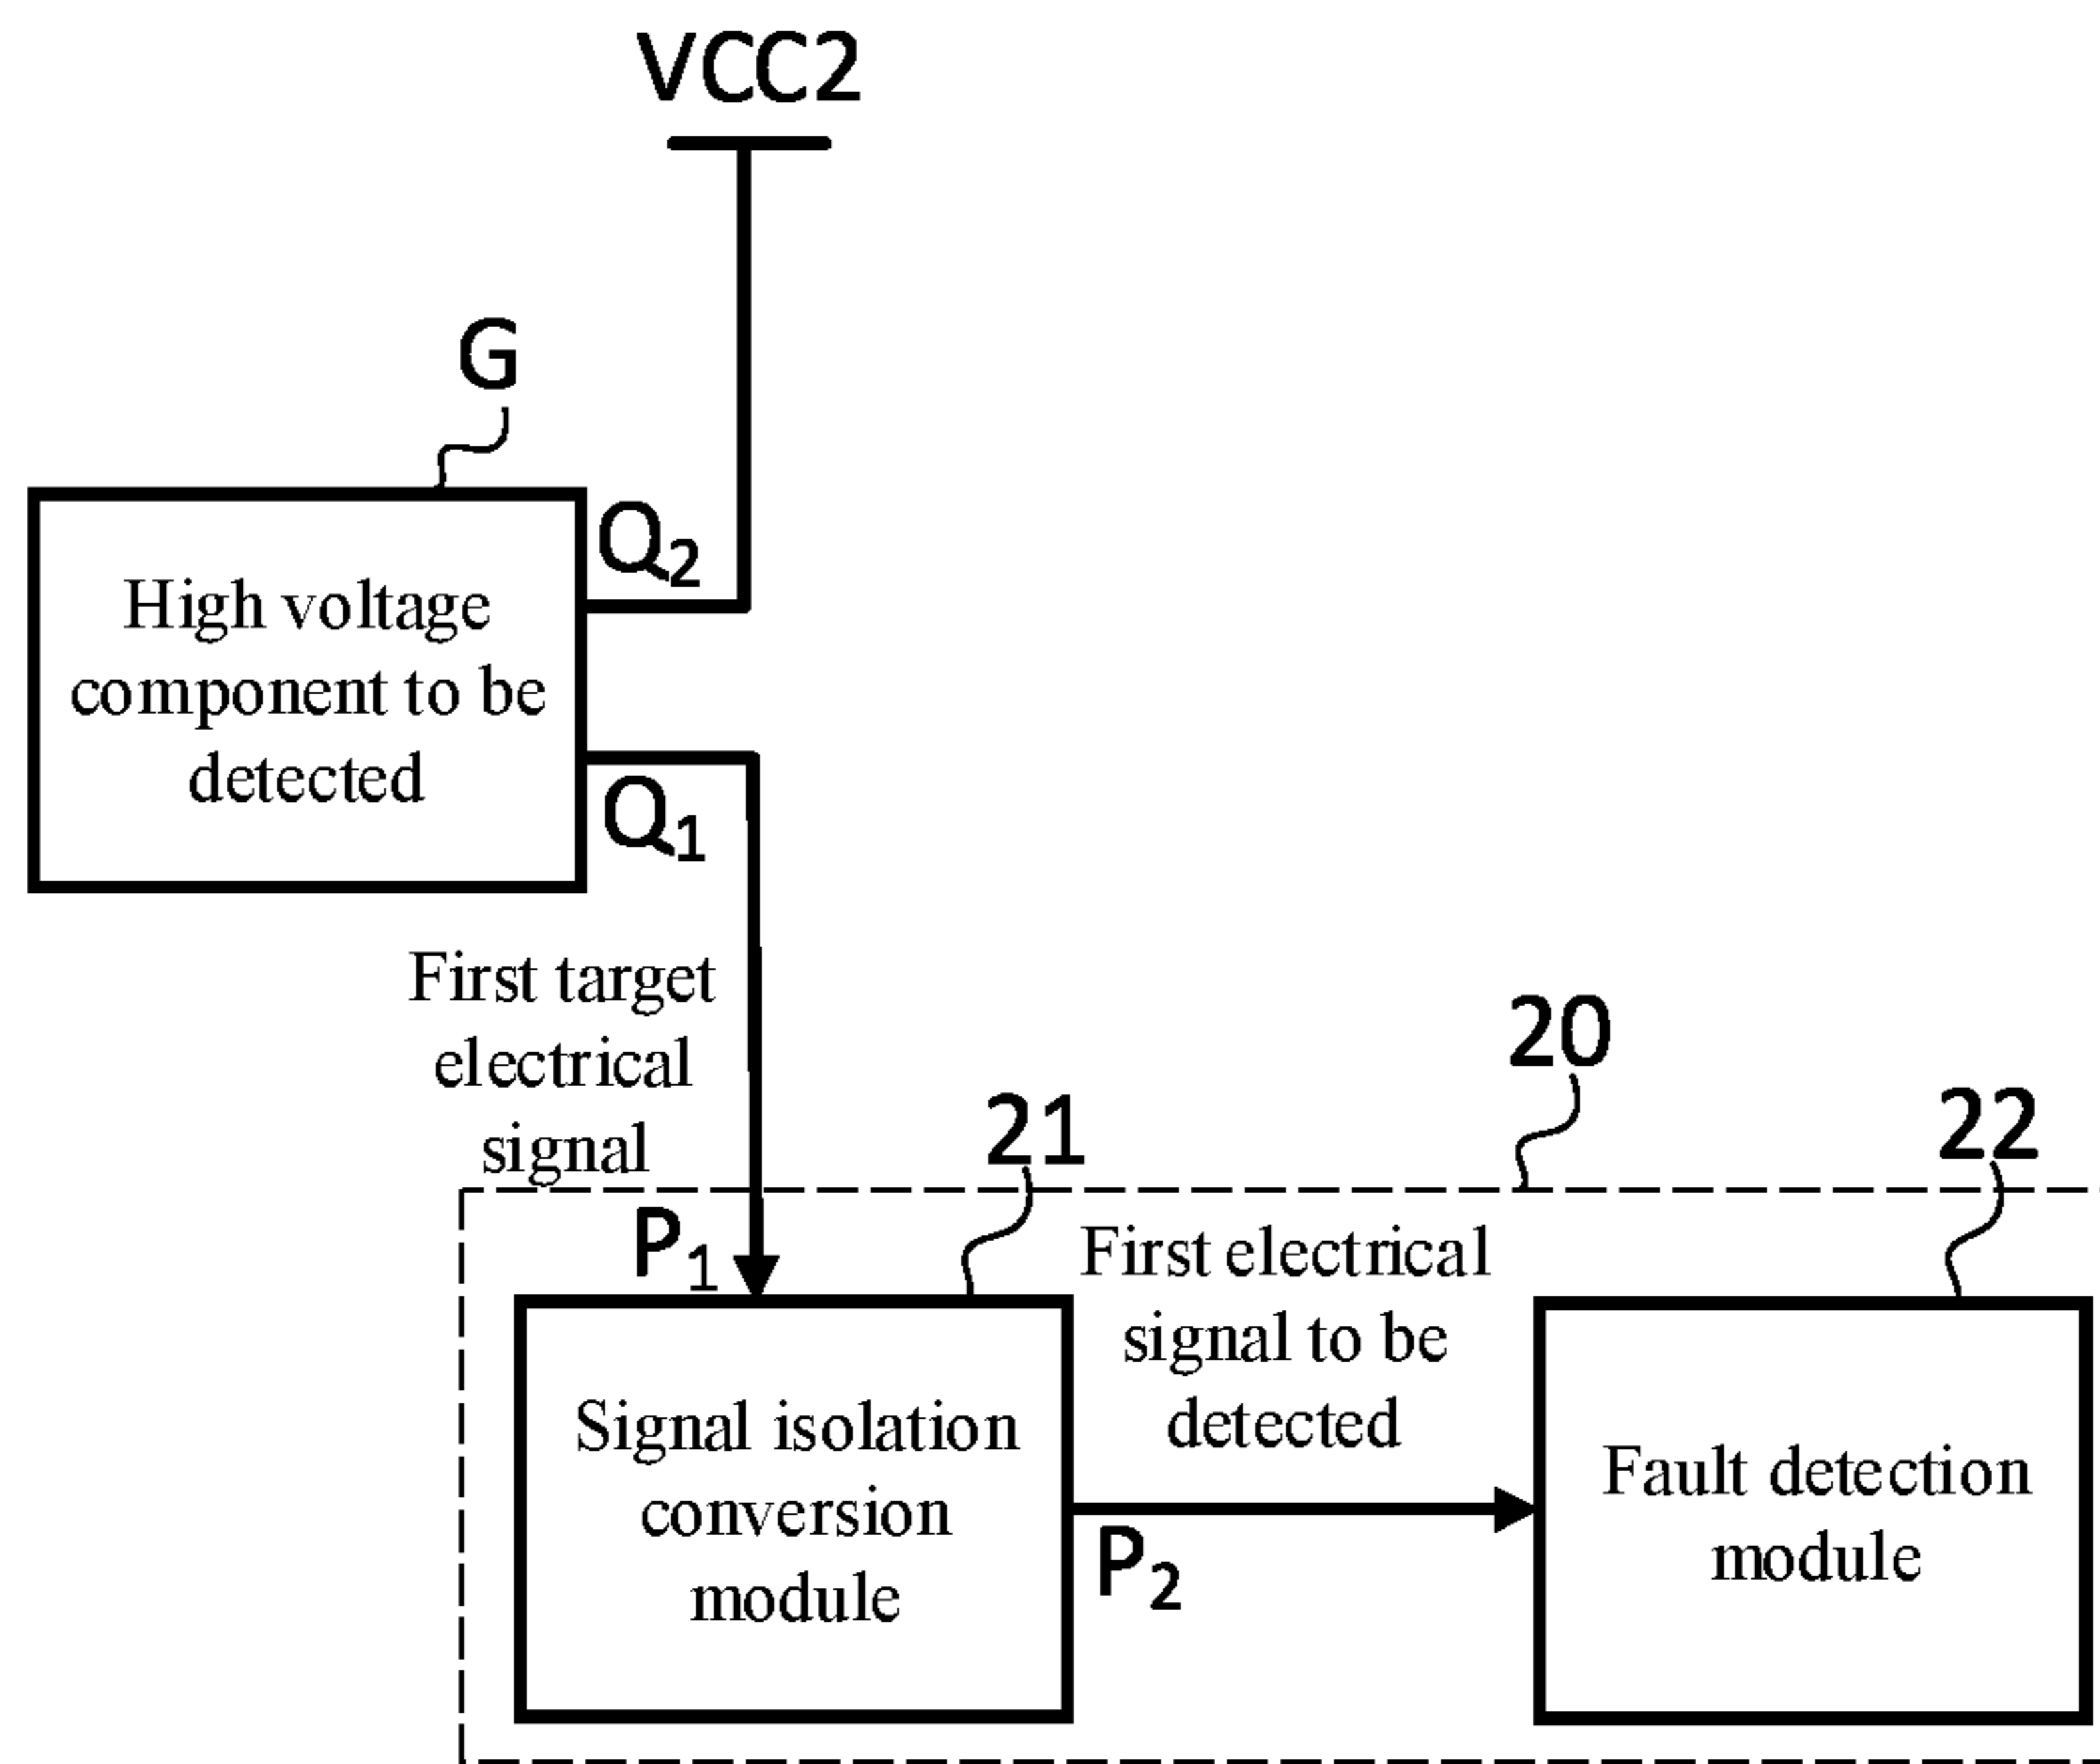 VCC2
G
Q2
High voltage
component to be
detected
Q1
First target
electrical
signal
20
21
22
P1
First electrical
signal to be
detected
Signal isolation
conversion
module
P2
Fault detection
module